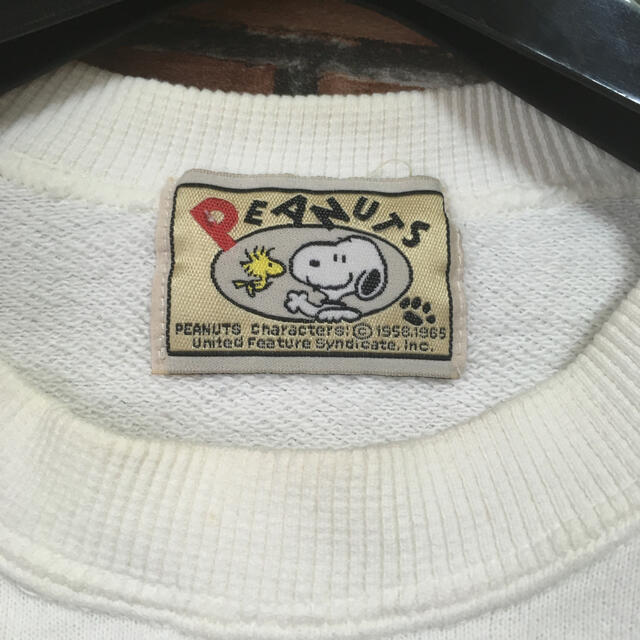 PEANUTS
PEANUTS Characters: © 1958.1965
United Feature Syndicate, Inc.